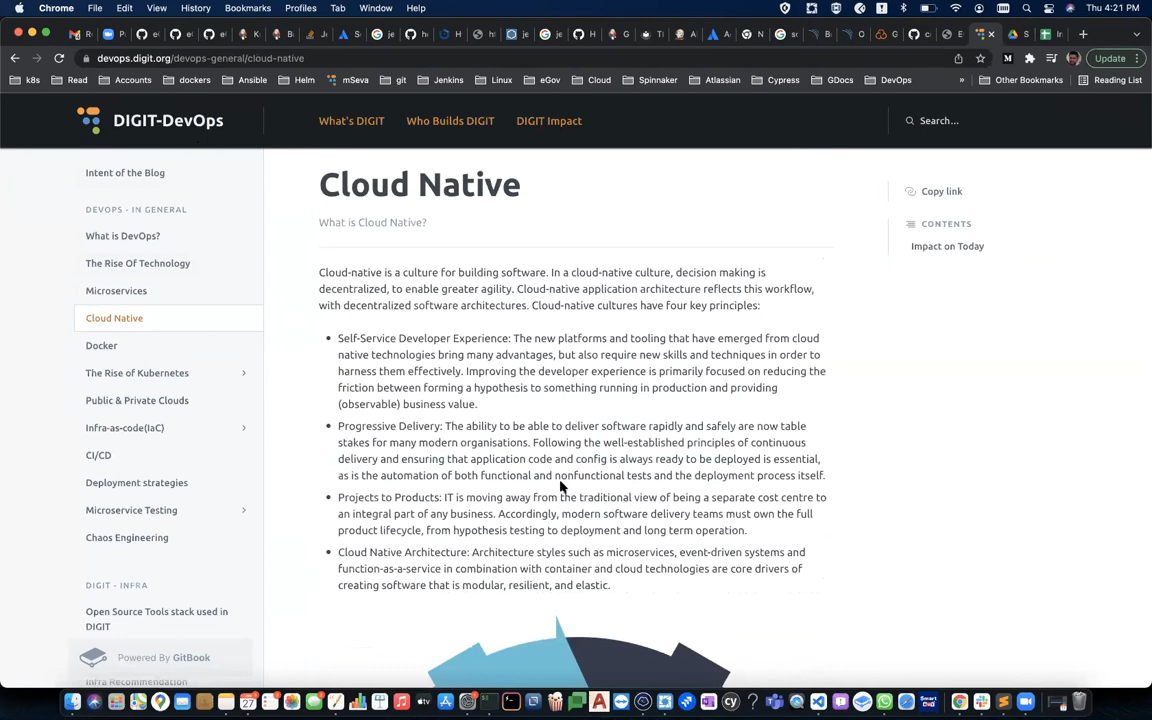 Chrome File Edit View History Bookmarks Profiles Tab Window Help Thu 4:21 PM
devops.digit.org/devops-general/cloud-native Update
k8s Read Accounts dockers Ansible Helm mSeva git Jenkins Linux eGov Cloud Spinnaker Atlassian Cypress GDocs DevOps » Other Bookmarks Reading List
DIGIT-DevOps What's DIGIT Who Builds DIGIT DIGIT Impact Search...
Intent of the Blog
DEVOPS - IN GENERAL
What is DevOps?
The Rise Of Technology
Microservices
Cloud Native
Docker
The Rise of Kubernetes
Public & Private Clouds
Infra-as-code(IaC)
CI/CD
Deployment strategies
Microservice Testing
Chaos Engineering
DIGIT - INFRA
Open Source Tools stack used in
DIGIT
Powered By GitBook
Infra Recommendation
Cloud Native
What is Cloud Native?
Cloud-native is a culture for building software. In a cloud-native culture, decision making is
decentralized, to enable greater agility. Cloud-native application architecture reflects this workflow,
with decentralized software architectures. Cloud-native cultures have four key principles:
• Self-Service Developer Experience: The new platforms and tooling that have emerged from cloud
native technologies bring many advantages, but also require new skills and techniques in order to
harness them effectively. Improving the developer experience is primarily focused on reducing the
friction between forming a hypothesis to something running in production and providing
(observable) business value.
• Progressive Delivery: The ability to be able to deliver software rapidly and safely are now table
stakes for many modern organisations. Following the well-established principles of continuous
delivery and ensuring that application code and config is always ready to be deployed is essential,
as is the automation of both functional and nonfunctional tests and the deployment process itself.
• Projects to Products: IT is moving away from the traditional view of being a separate cost centre to
an integral part of any business. Accordingly, modern software delivery teams must own the full
product lifecycle, from hypothesis testing to deployment and long term operation.
• Cloud Native Architecture: Architecture styles such as microservices, event-driven systems and
function-as-a-service in combination with container and cloud technologies are core drivers of
creating software that is modular, resilient, and elastic.
Copy link
CONTENTS
Impact on Today